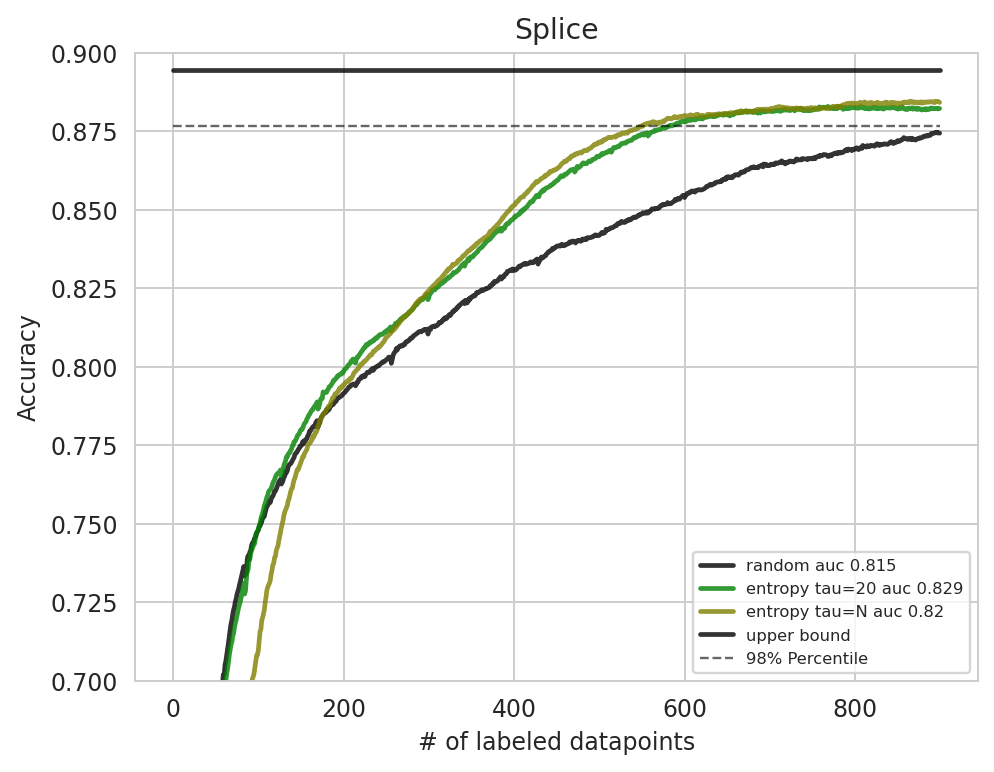 Splice
0.900
0.875
0.850
0.825
0.800
0.775
0.750
0.725
0.700
Accuracy
0
200
400
600
800
# of labeled datapoints
random auc 0.815
entropy tau=20 auc 0.829
entropy tau=N auc 0.82
upper bound
98% Percentile